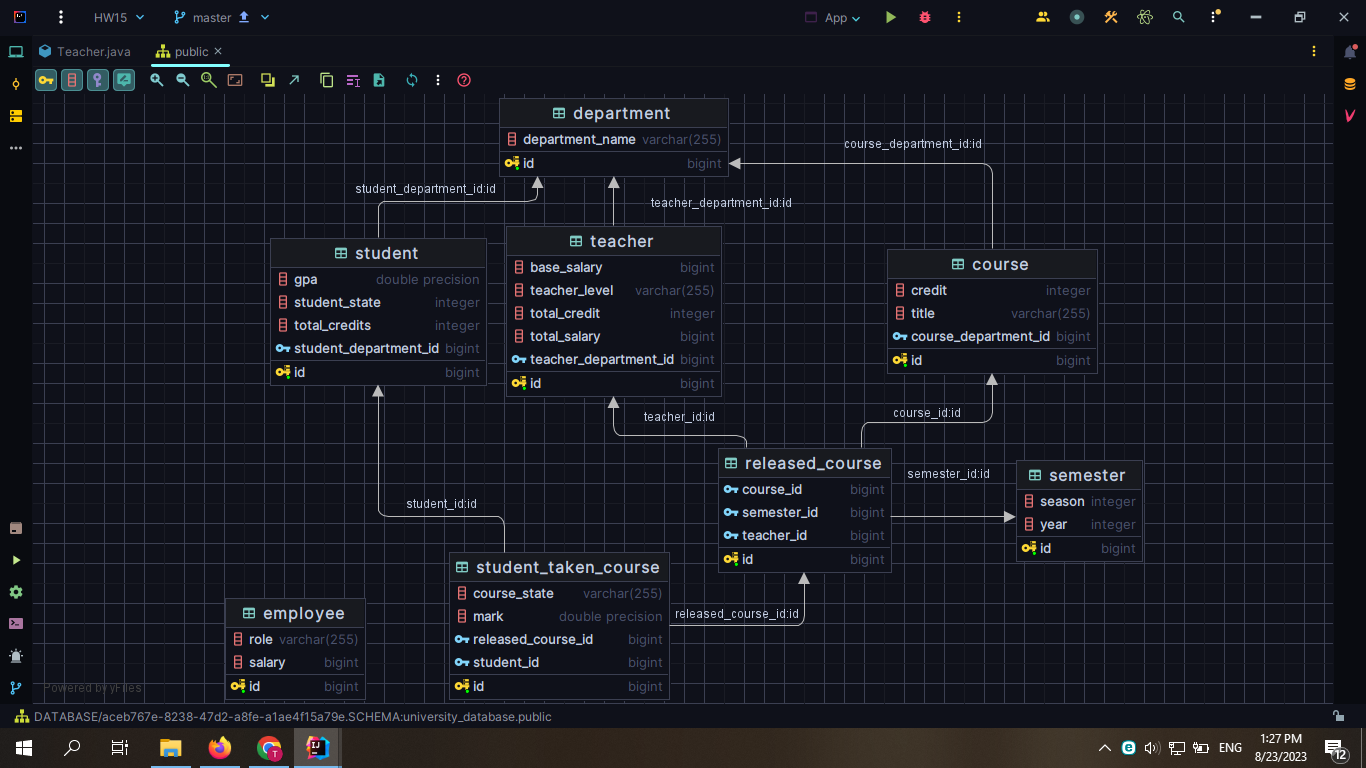 HW15
master
App
Teacher.java
public
department
department_name varchar(255)
id bigint
course_department_id:id
student_department_id:id
teacher_department_id:id
student
gpa double precision
student_state integer
total_credits integer
student_department_id bigint
id bigint
teacher
base_salary bigint
teacher_level varchar(255)
total_credit integer
total_salary bigint
teacher_department_id bigint
id bigint
course
credit integer
title varchar(255)
course_department_id bigint
id bigint
teacher_id:id
course_id:id
released_course
course_id bigint
semester_id bigint
teacher_id bigint
id bigint
semester_id:id
semester
season integer
year integer
id bigint
student_id:id
student_taken_course
course_state varchar(255)
mark double precision
released_course_id bigint
student_id bigint
id bigint
released_course_id:id
employee
role varchar(255)
salary bigint
id bigint
Powered by yFiles
DATABASE/aceb767e-8238-47d2-a8fe-a1ae4f15a79e.SCHEMA:university_database.public
ENG
1:27 PM
8/23/2023
12